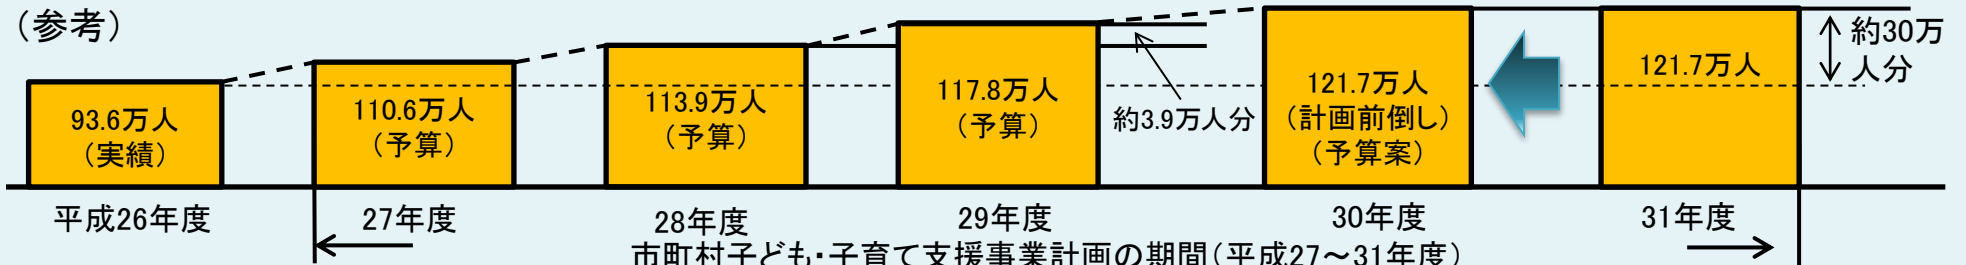 （参考）
93.6万人
（実績）
110.6万人
（予算）
113.9万人
（予算）
117.8万人
（予算）
約3.9万人分
121.7万人
（計画前倒し）
（予算案）
121.7万人
約30万
人分
平成26年度
27年度
28年度
29年度
30年度
31年度
市町村子ども・子育て支援事業計画の期間（平成27～31年度）